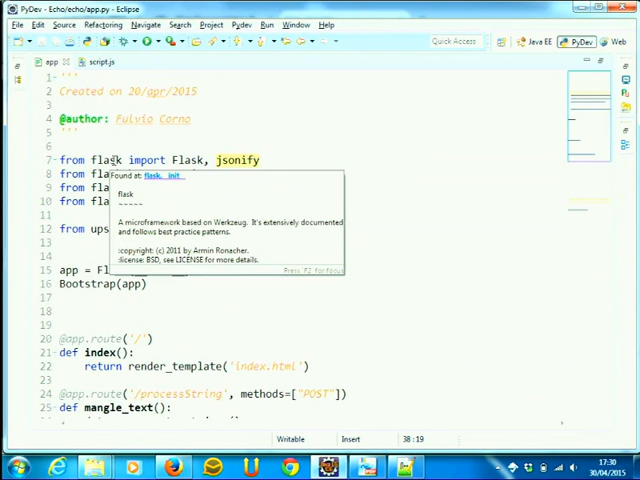 PyDev - Echo/echo/app.py - Eclipse
File Edit Source Refactoring Navigate Search Project Pydev Run Window Help
Quick Access Java EE PyDev Web
app script.js
1 '''
2 Created on 20/apr/2015
3
4 @author: Fulvio Corno
5 '''
6
7 from flask import Flask, jsonify
8 from fla
9 from fla
10 from fla
11
12 from ups
15 app = Fl
16 Bootstrap(app)
17
18
20 @app.route('/')
21 def index():
22 return render_template('index.html')
23
24 @app.route('/processString', methods=["POST"])
25 def mangle_text():
Found at: flask.__init__
flask
~~~~~
A microframework based on Werkzeug. It's extensively documented
and follows best practice patterns.
:copyright: (c) 2011 by Armin Ronacher.
:license: BSD, see LICENSE for more details.
Press 'F2' for focus
Writable Insert 38 : 19
17:30
30/04/2015